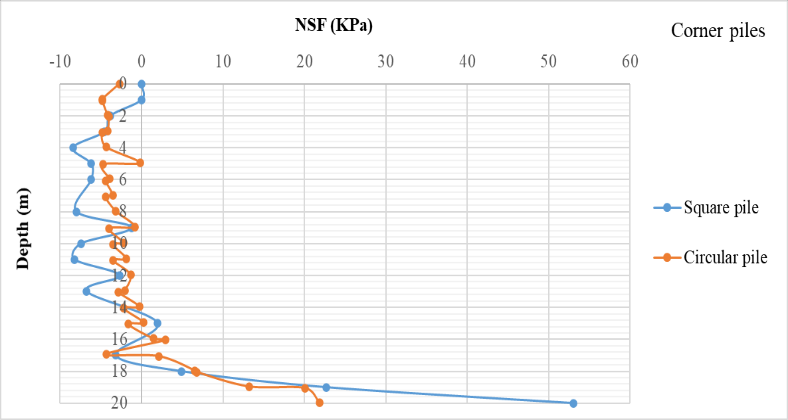 NSF (KPa)
Corner piles
-10 0 10 20 30 40 50 60
0
2
4
6
8
10
12
14
16
18
20
Depth (m)
Square pile
Circular pile